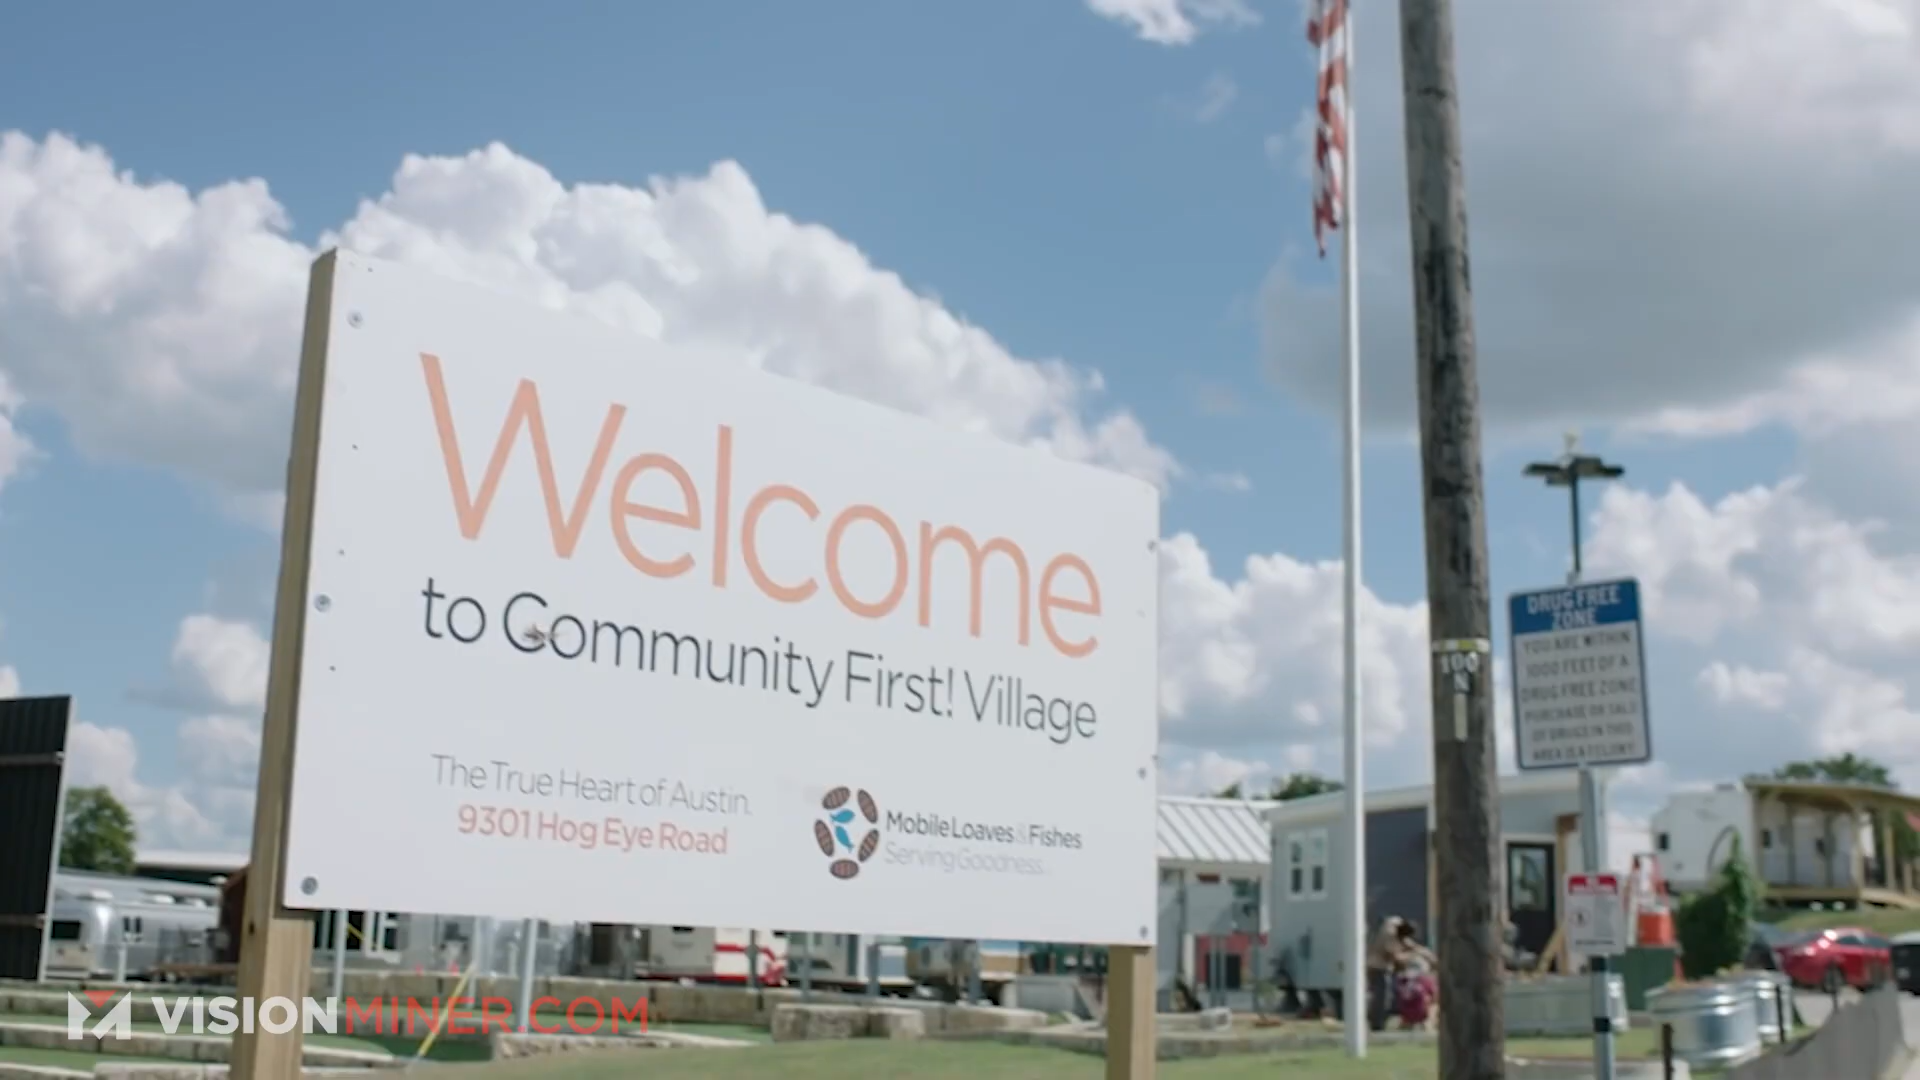 Welcome
to Community First! Village
The True Heart of Austin.
9301 Hog Eye Road
Mobile Loaves & Fishes
Serving Goodness
DRUG FREE
ZONE
YOU ARE WITHIN
1000 FEET OF A
DRUG FREE ZONE
PURCHASE OR SALE
OF DRUGS IN THIS
AREA IS A FELONY
100
N
VISIONMINER.COM